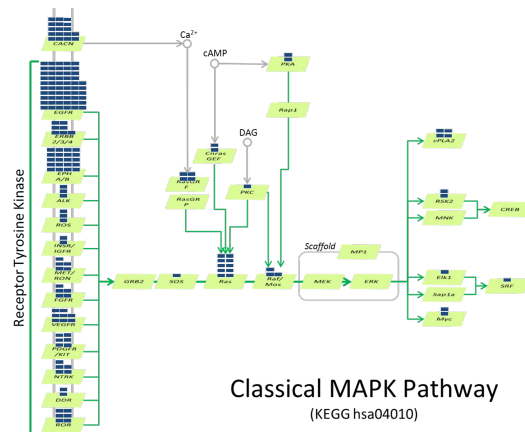 CACN
Ca2+
cAMP
PKA
EGFR
Rap1
ERBB
2/3/4
DAG
cPLA2
CnrasGEF
EPH
A/B
RasGR
F
PKC
ALK
RasGR
P
RSK2
CREB
MNK
ROS
Receptor Tyrosine Kinase
INSR/
IGFR
Scaffold
MP1
MET/
RON
GRB2
SOS
Ras
Raf/
Mos
MEK
ERK
Elk1
SRF
FGFR
Sap1a
VEGFR
Myc
PDGFR
/KIT
NTRK
DDR
ROR
Classical MAPK Pathway
(KEGG hsa04010)